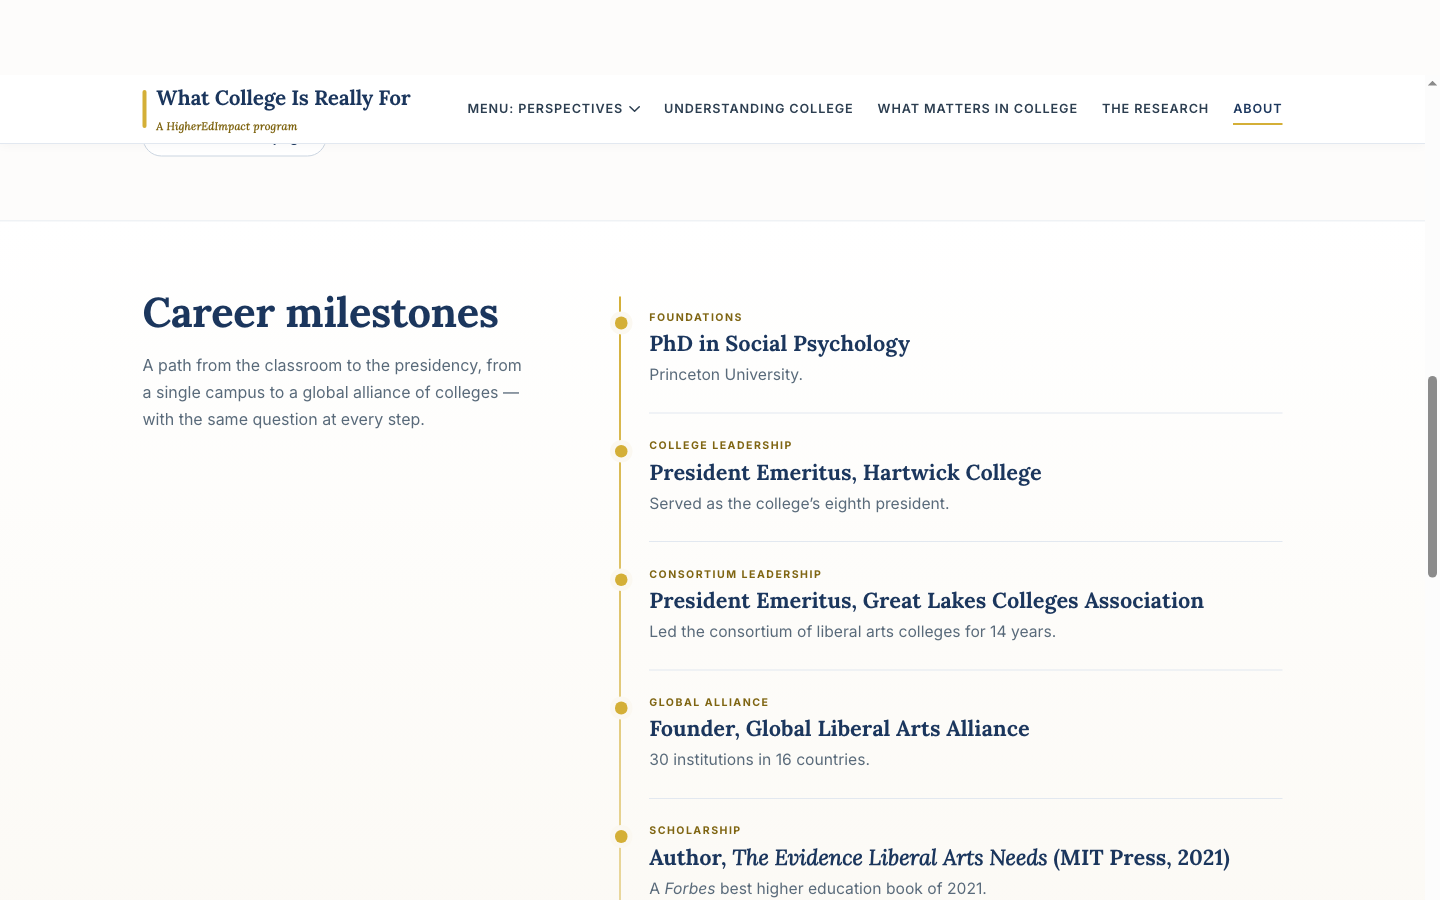 What College Is Really For
A HigherEdImpact program
MENU: PERSPECTIVES
UNDERSTANDING COLLEGE
WHAT MATTERS IN COLLEGE
THE RESEARCH
ABOUT
Career milestones
A path from the classroom to the presidency, from
a single campus to a global alliance of colleges —
with the same question at every step.
FOUNDATIONS
PhD in Social Psychology
Princeton University.
COLLEGE LEADERSHIP
President Emeritus, Hartwick College
Served as the college’s eighth president.
CONSORTIUM LEADERSHIP
President Emeritus, Great Lakes Colleges Association
Led the consortium of liberal arts colleges for 14 years.
GLOBAL ALLIANCE
Founder, Global Liberal Arts Alliance
30 institutions in 16 countries.
SCHOLARSHIP
Author, The Evidence Liberal Arts Needs (MIT Press, 2021)
A Forbes best higher education book of 2021.